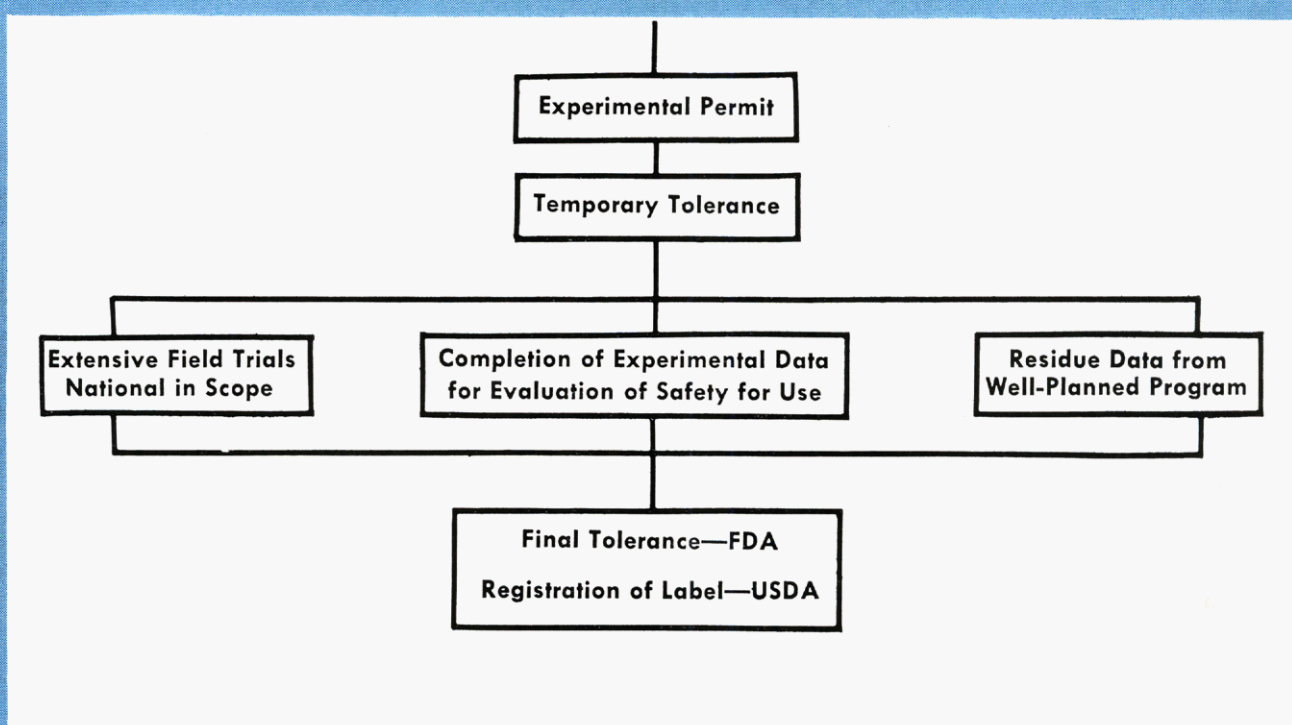 Experimental Permit
Temporary Tolerance
Extensive Field Trials
National in Scope
Completion of Experimental Data
for Evaluation of Safety for Use
Residue Data from
Well-Planned Program
Final Tolerance—FDA
Registration of Label—USDA